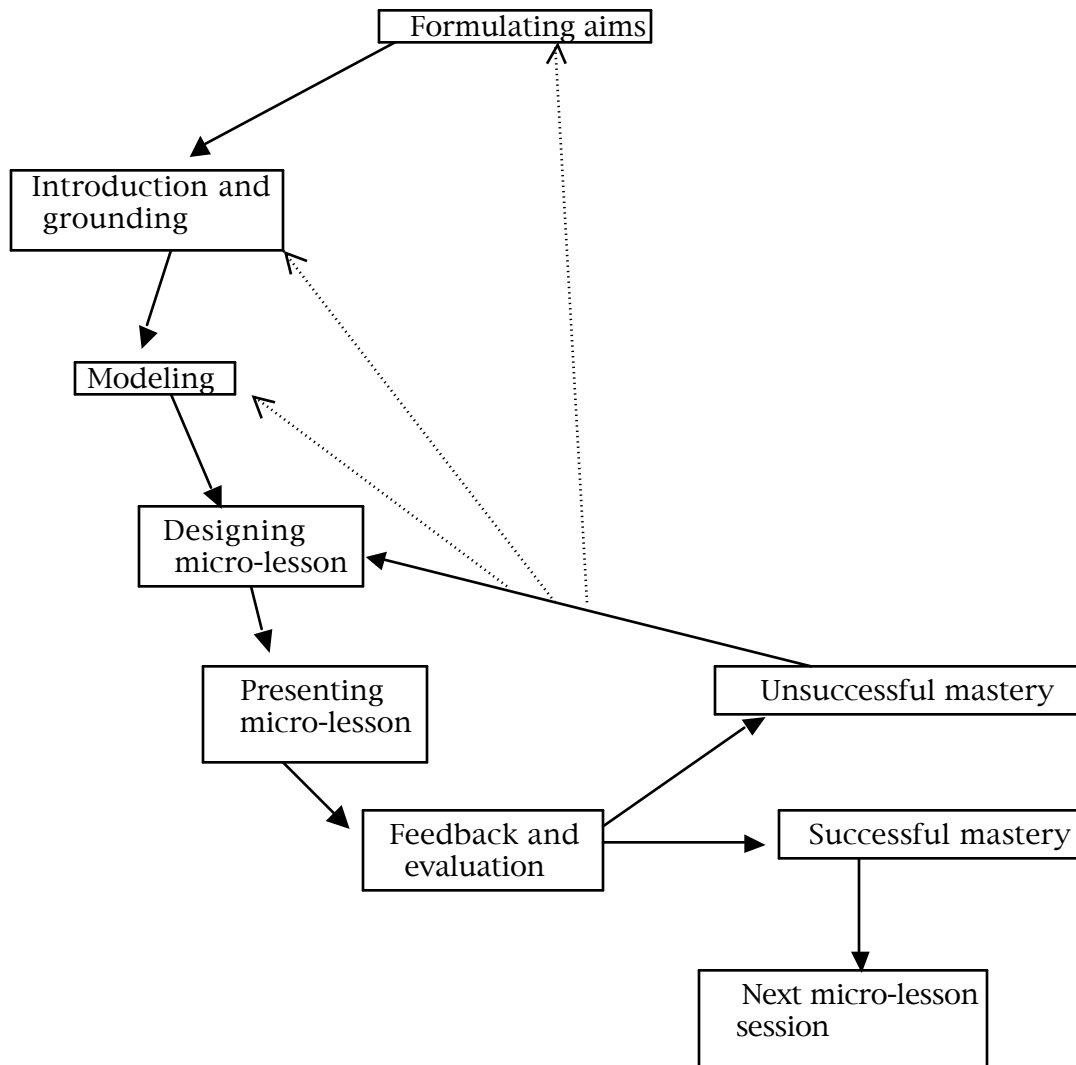 Formulating aims
Introduction and
grounding
Modeling
Designing
micro-lesson
Presenting
micro-lesson
Unsuccessful mastery
Feedback and
evaluation
Successful mastery
Next micro-lesson
session